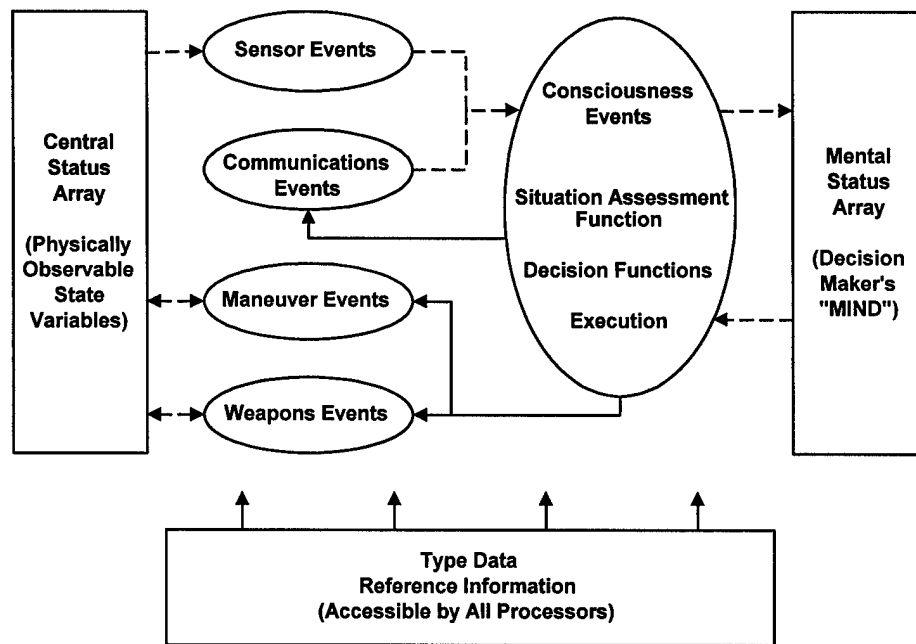 Central
Status
Array
(Physically
Observable
State
Variables)
Sensor Events
Communications
Events
Maneuver Events
Weapons Events
Consciousness
Events
Situation Assessment
Function
Decision Functions
Execution
Mental
Status
Array
(Decision
Maker's
"MIND")
Type Data
Reference Information
(Accessible by All Processors)